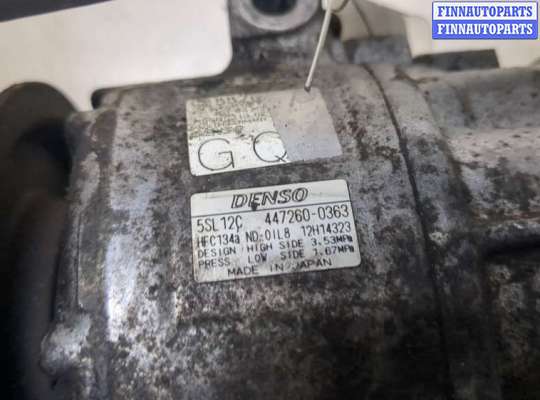 FINNAUTOPARTS
FINNAUTOPARTS
GQ
DENSO
5SL12C 447260-0363
HFC134a ND-OIL8 12H14323
DESIGN HIGH SIDE 3.53MPa
PRESS. LOW SIDE 1.67MPa
MADE IN JAPAN